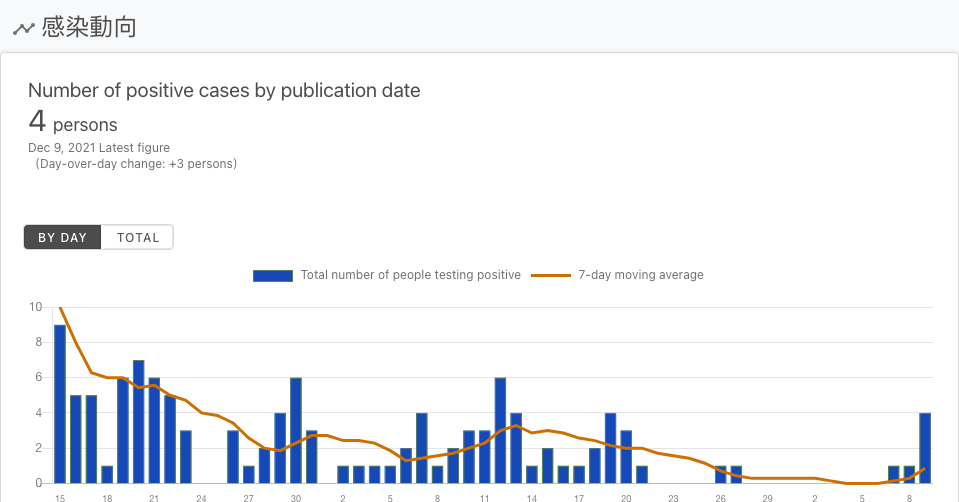 感染動向
Number of positive cases by publication date
4 persons
Dec 9, 2021 Latest figure
(Day-over-day change: +3 persons)
BY DAY TOTAL
Total number of people testing positive 7-day moving average
10
8
6
4
2
0
15 18 21 24 27 30 2 5 8 11 14 17 20 23 26 29 2 5 8